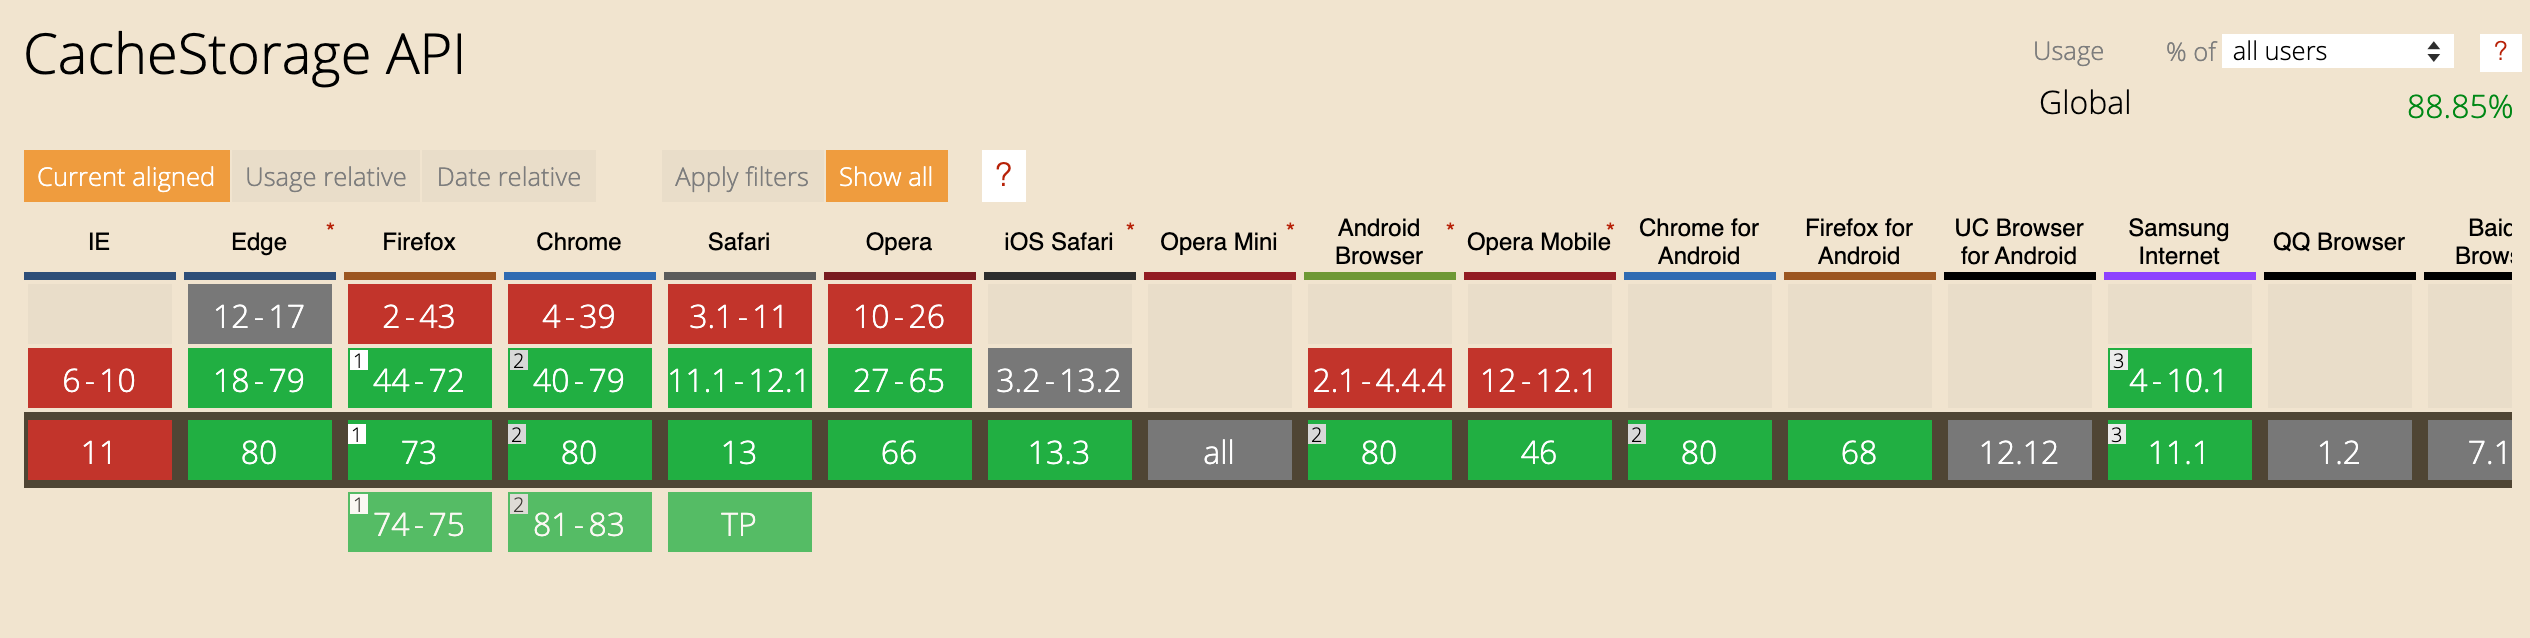 CacheStorage API
Usage % of all users ?
Global 88.85%
Current aligned Usage relative Date relative Apply filters Show all ?
IE Edge * Firefox Chrome Safari Opera iOS Safari * Opera Mini * Android Browser * Opera Mobile * Chrome for Android Firefox for Android UC Browser for Android Samsung Internet QQ Browser Baid Brows
12-17 2-43 4-39 3.1-11 10-26
6-10 18-79 1 44-72 2 40-79 11.1-12.1 27-65 3.2-13.2 2.1-4.4.4 12-12.1 3 4-10.1
11 80 1 73 2 80 13 66 13.3 all 2 80 46 2 80 68 12.12 3 11.1 1.2 7.1
1 74-75 2 81-83 TP